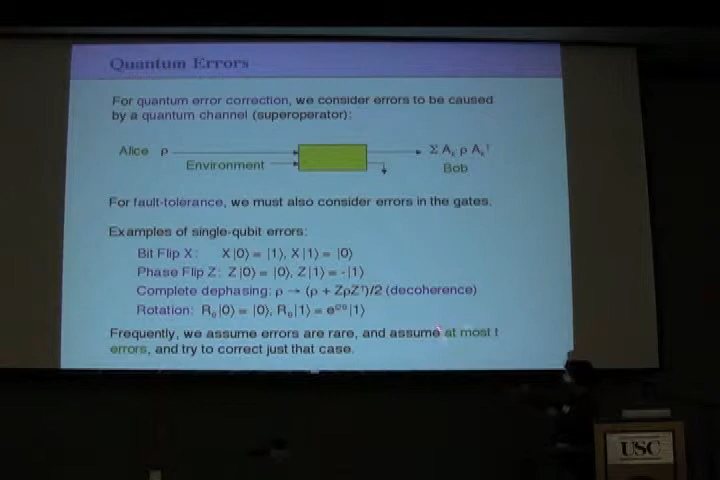 Quantum Errors
For quantum error correction, we consider errors to be caused
by a quantum channel (superoperator):
Alice ρ
Σ Aₖ ρ Aₖ†
Environment
Bob
For fault-tolerance, we must also consider errors in the gates.
Examples of single-qubit errors:
Bit Flip X: X|0⟩ = |1⟩, X|1⟩ = |0⟩
Phase Flip Z: Z|0⟩ = |0⟩, Z|1⟩ = -|1⟩
Complete dephasing: ρ → (ρ + ZρZ†)/2 (decoherence)
Rotation: R_θ|0⟩ = |0⟩, R_θ|1⟩ = e^{i2θ}|1⟩
Frequently, we assume errors are rare, and assume at most t
errors, and try to correct just that case.
USC